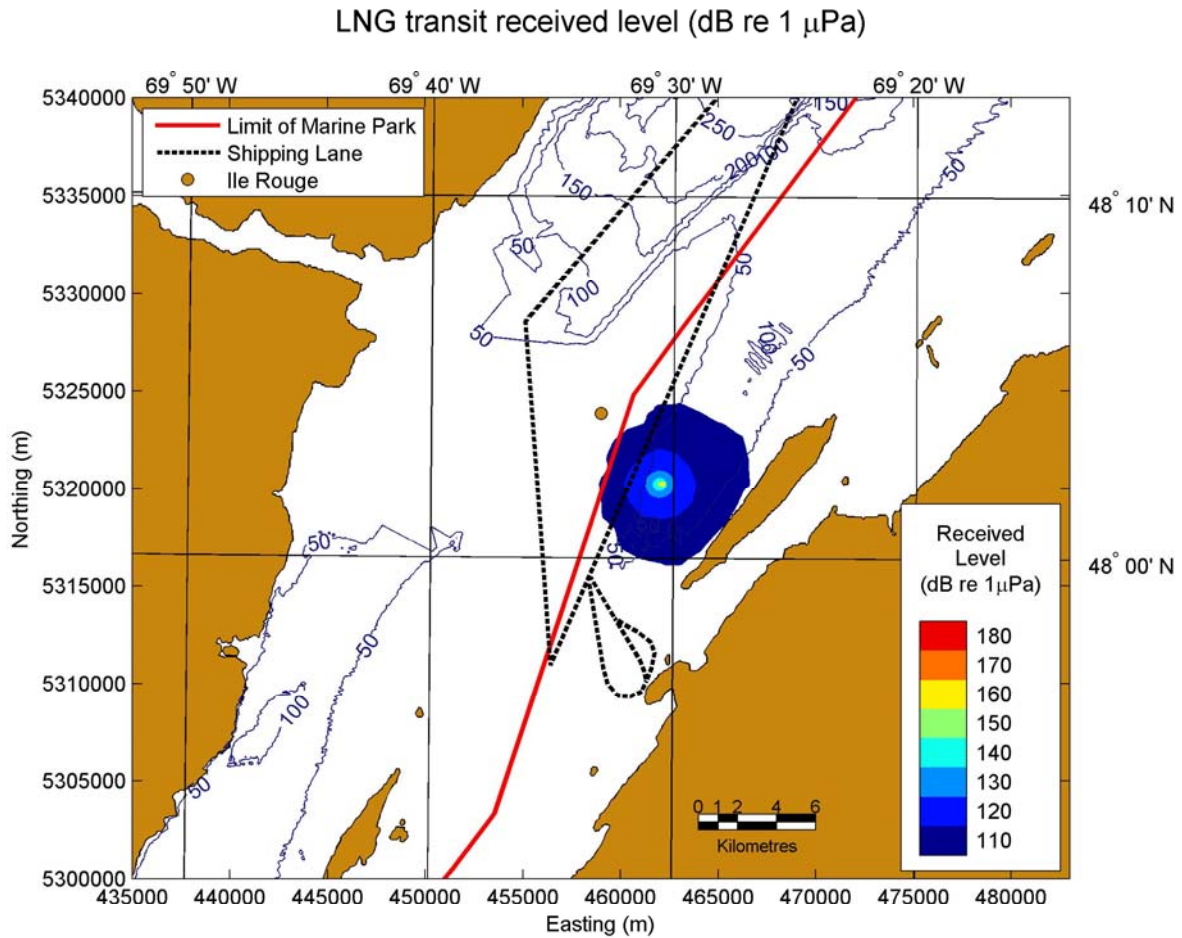 LNG transit received level (dB re 1 μPa)
69° 50' W
69° 40' W
69° 30' W
69° 20' W
5340000
5335000
5330000
5325000
5320000
5315000
5310000
5305000
5300000
Northing (m)
Limit of Marine Park
Shipping Lane
Ile Rouge
150
250
200
100
150
50
50
100
50
50
50
50
50
50
50
100
50
48° 10' N
48° 00' N
Received
Level
(dB re 1μPa)
180
170
160
150
140
130
120
110
0 1 2 4 6
Kilometres
435000 440000 445000 450000 455000 460000 465000 470000 475000 480000
Easting (m)